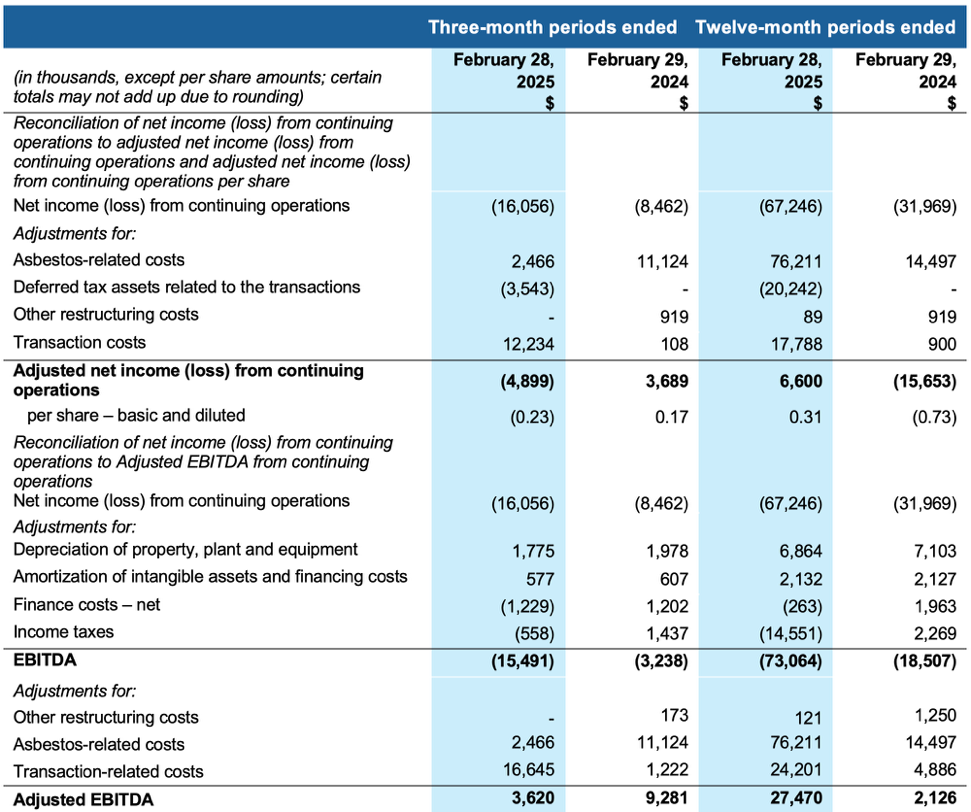 Three-month periods ended Twelve-month periods ended
(in thousands, except per share amounts; certain totals may not add up due to rounding) February 28, 2025 $ February 29, 2024 $ February 28, 2025 $ February 29, 2024 $
Reconciliation of net income (loss) from continuing
operations to adjusted net income (loss) from
continuing operations and adjusted net income (loss)
from continuing operations per share
Net income (loss) from continuing operations (16,056) (8,462) (67,246) (31,969)
Adjustments for:
Asbestos-related costs 2,466 11,124 76,211 14,497
Deferred tax assets related to the transactions (3,543) - (20,242) -
Other restructuring costs - 919 89 919
Transaction costs 12,234 108 17,788 900
Adjusted net income (loss) from continuing
operations (4,899) 3,689 6,600 (15,653)
per share – basic and diluted (0.23) 0.17 0.31 (0.73)
Reconciliation of net income (loss) from continuing
operations to Adjusted EBITDA from continuing
operations
Net income (loss) from continuing operations (16,056) (8,462) (67,246) (31,969)
Adjustments for:
Depreciation of property, plant and equipment 1,775 1,978 6,864 7,103
Amortization of intangible assets and financing costs 577 607 2,132 2,127
Finance costs – net (1,229) 1,202 (263) 1,963
Income taxes (558) 1,437 (14,551) 2,269
EBITDA (15,491) (3,238) (73,064) (18,507)
Adjustments for:
Other restructuring costs - 173 121 1,250
Asbestos-related costs 2,466 11,124 76,211 14,497
Transaction-related costs 16,645 1,222 24,201 4,886
Adjusted EBITDA 3,620 9,281 27,470 2,126